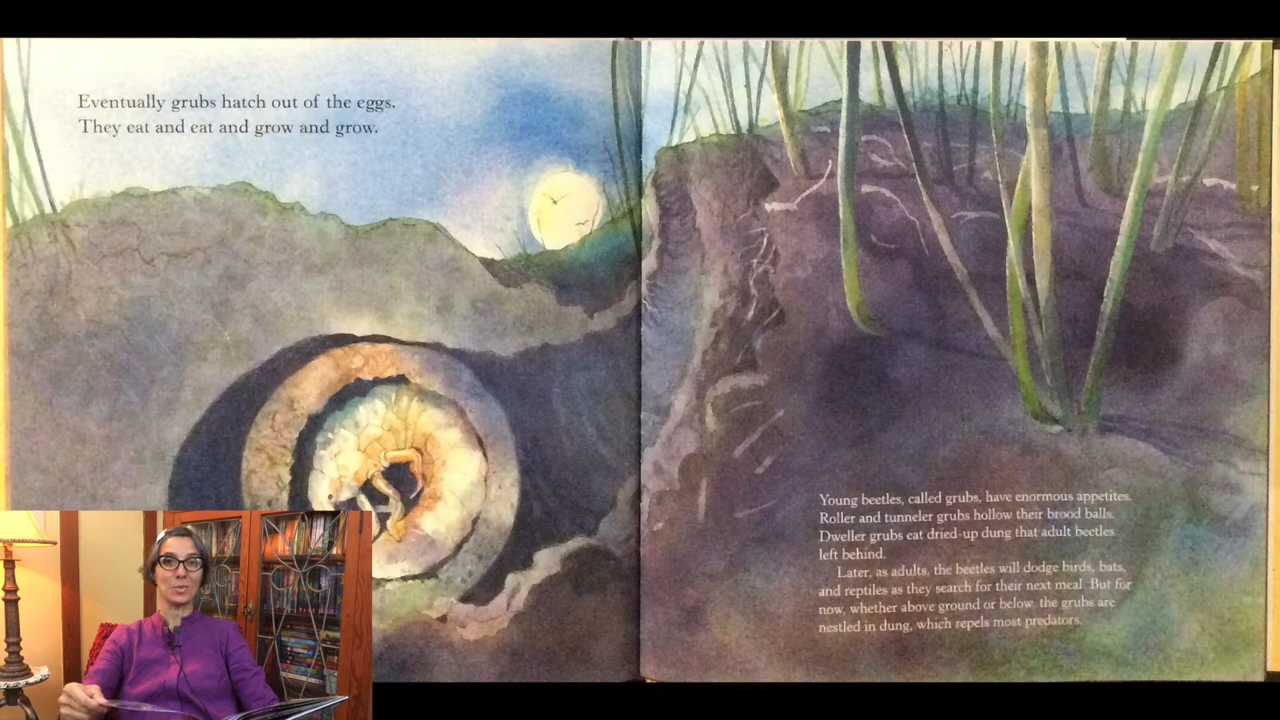 Eventually grubs hatch out of the eggs.
They eat and eat and grow and grow.
Young beetles, called grubs, have enormous appetites.
Roller and tunneler grubs hollow their brood balls.
Dweller grubs eat dried-up dung that adult beetles
left behind.
Later, as adults, the beetles will dodge birds, bats,
and reptiles as they search for their next meal. But for
now, whether above ground or below, the grubs are
nestled in dung, which repels most predators.